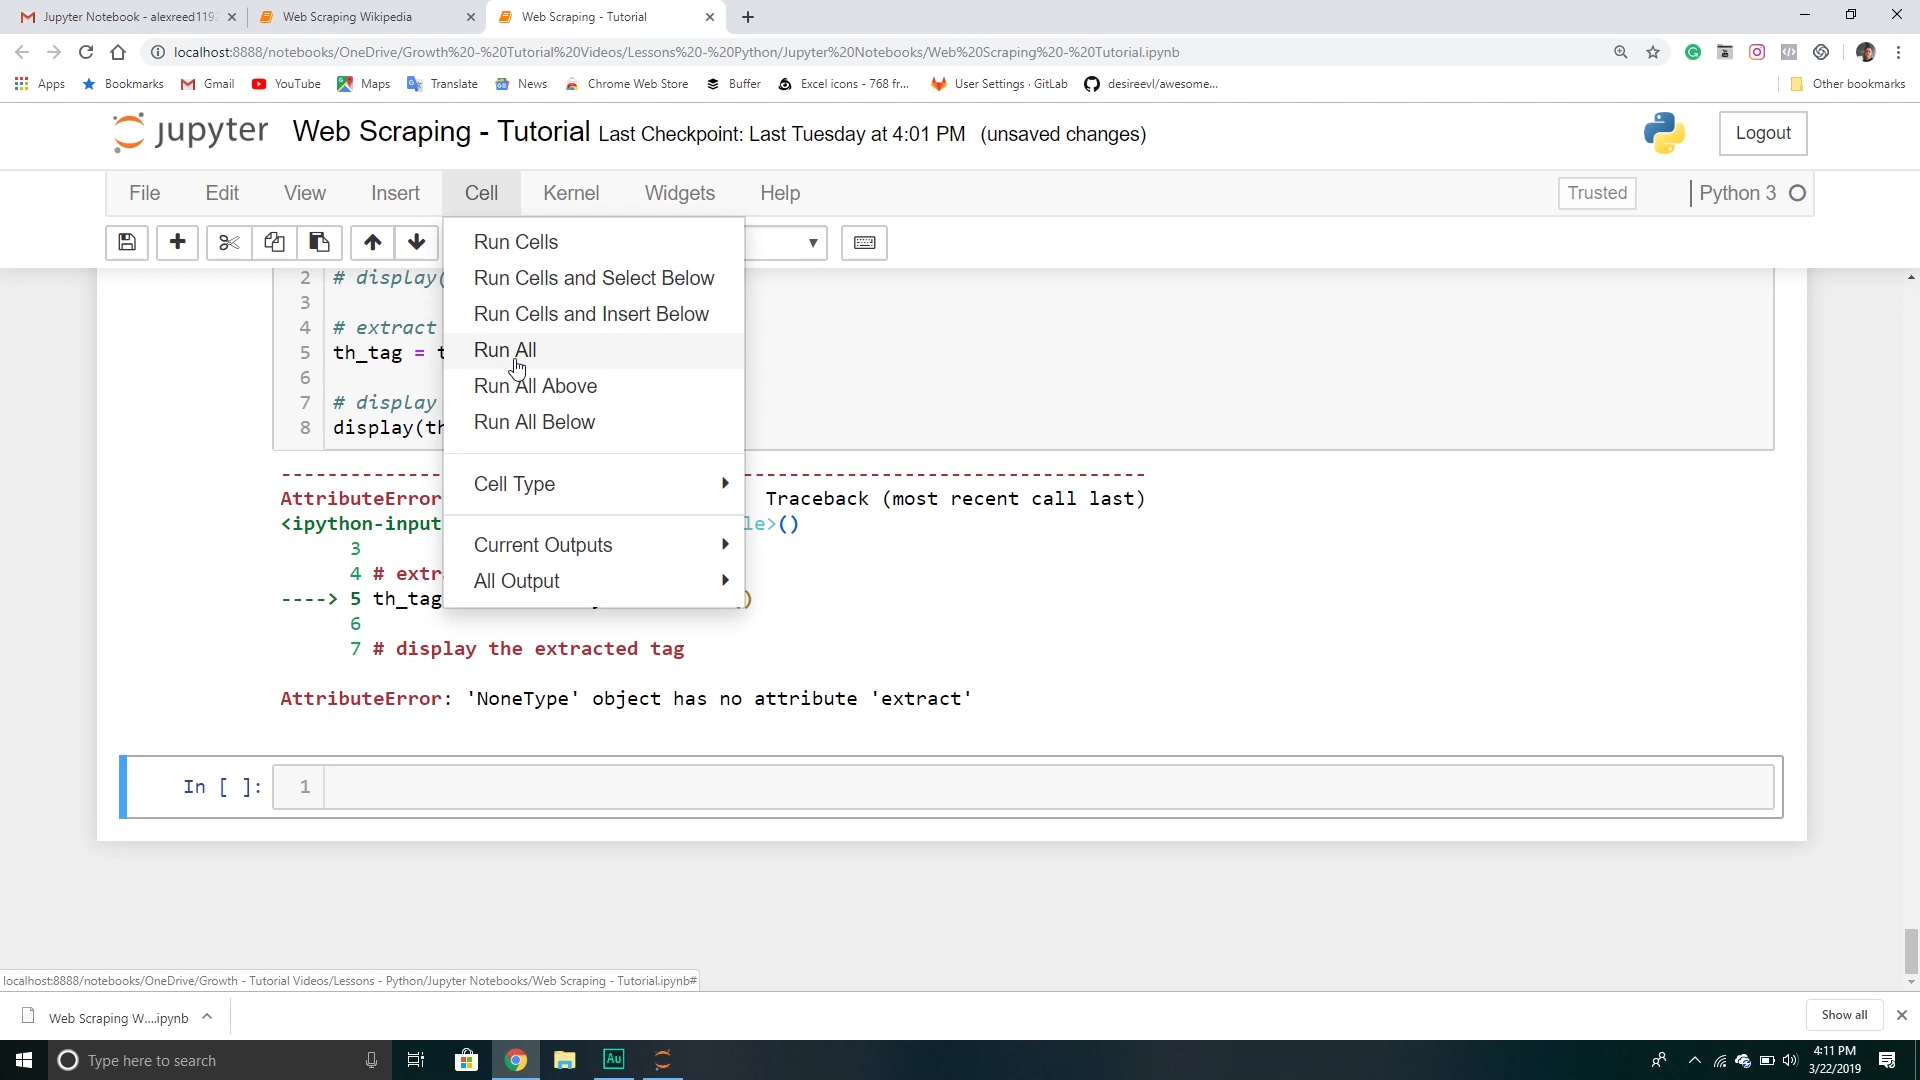 Jupyter Notebook - alexreed1192
Web Scraping Wikipedia
Web Scraping - Tutorial
localhost:8888/notebooks/OneDrive/Growth%20-%20Tutorial%20Videos/Lessons%20-%20Python/Jupyter%20Notebooks/Web%20Scraping%20-%20Tutorial.ipynb
Apps Bookmarks Gmail YouTube Maps Translate News Chrome Web Store Buffer Excel icons - 768 fr... User Settings · GitLab desireevl/awesome... Other bookmarks
jupyter Web Scraping - Tutorial Last Checkpoint: Last Tuesday at 4:01 PM (unsaved changes) Logout
File Edit View Insert Cell Kernel Widgets Help Trusted Python 3
Run Cells
Run Cells and Select Below
Run Cells and Insert Below
Run All
Run All Above
Run All Below
Cell Type
Current Outputs
All Output
2 # display(
3
4 # extract
5 th_tag = t
6
7 # display
8 display(th
AttributeError Traceback (most recent call last)
<ipython-input le>()
3
4 # extr
----> 5 th_tag )
6
7 # display the extracted tag
AttributeError: 'NoneType' object has no attribute 'extract'
In [ ]: 1
localhost:8888/notebooks/OneDrive/Growth - Tutorial Videos/Lessons - Python/Jupyter Notebooks/Web Scraping - Tutorial.ipynb#
Web Scraping W....ipynb
Show all
Type here to search
Au
4:11 PM
3/22/2019